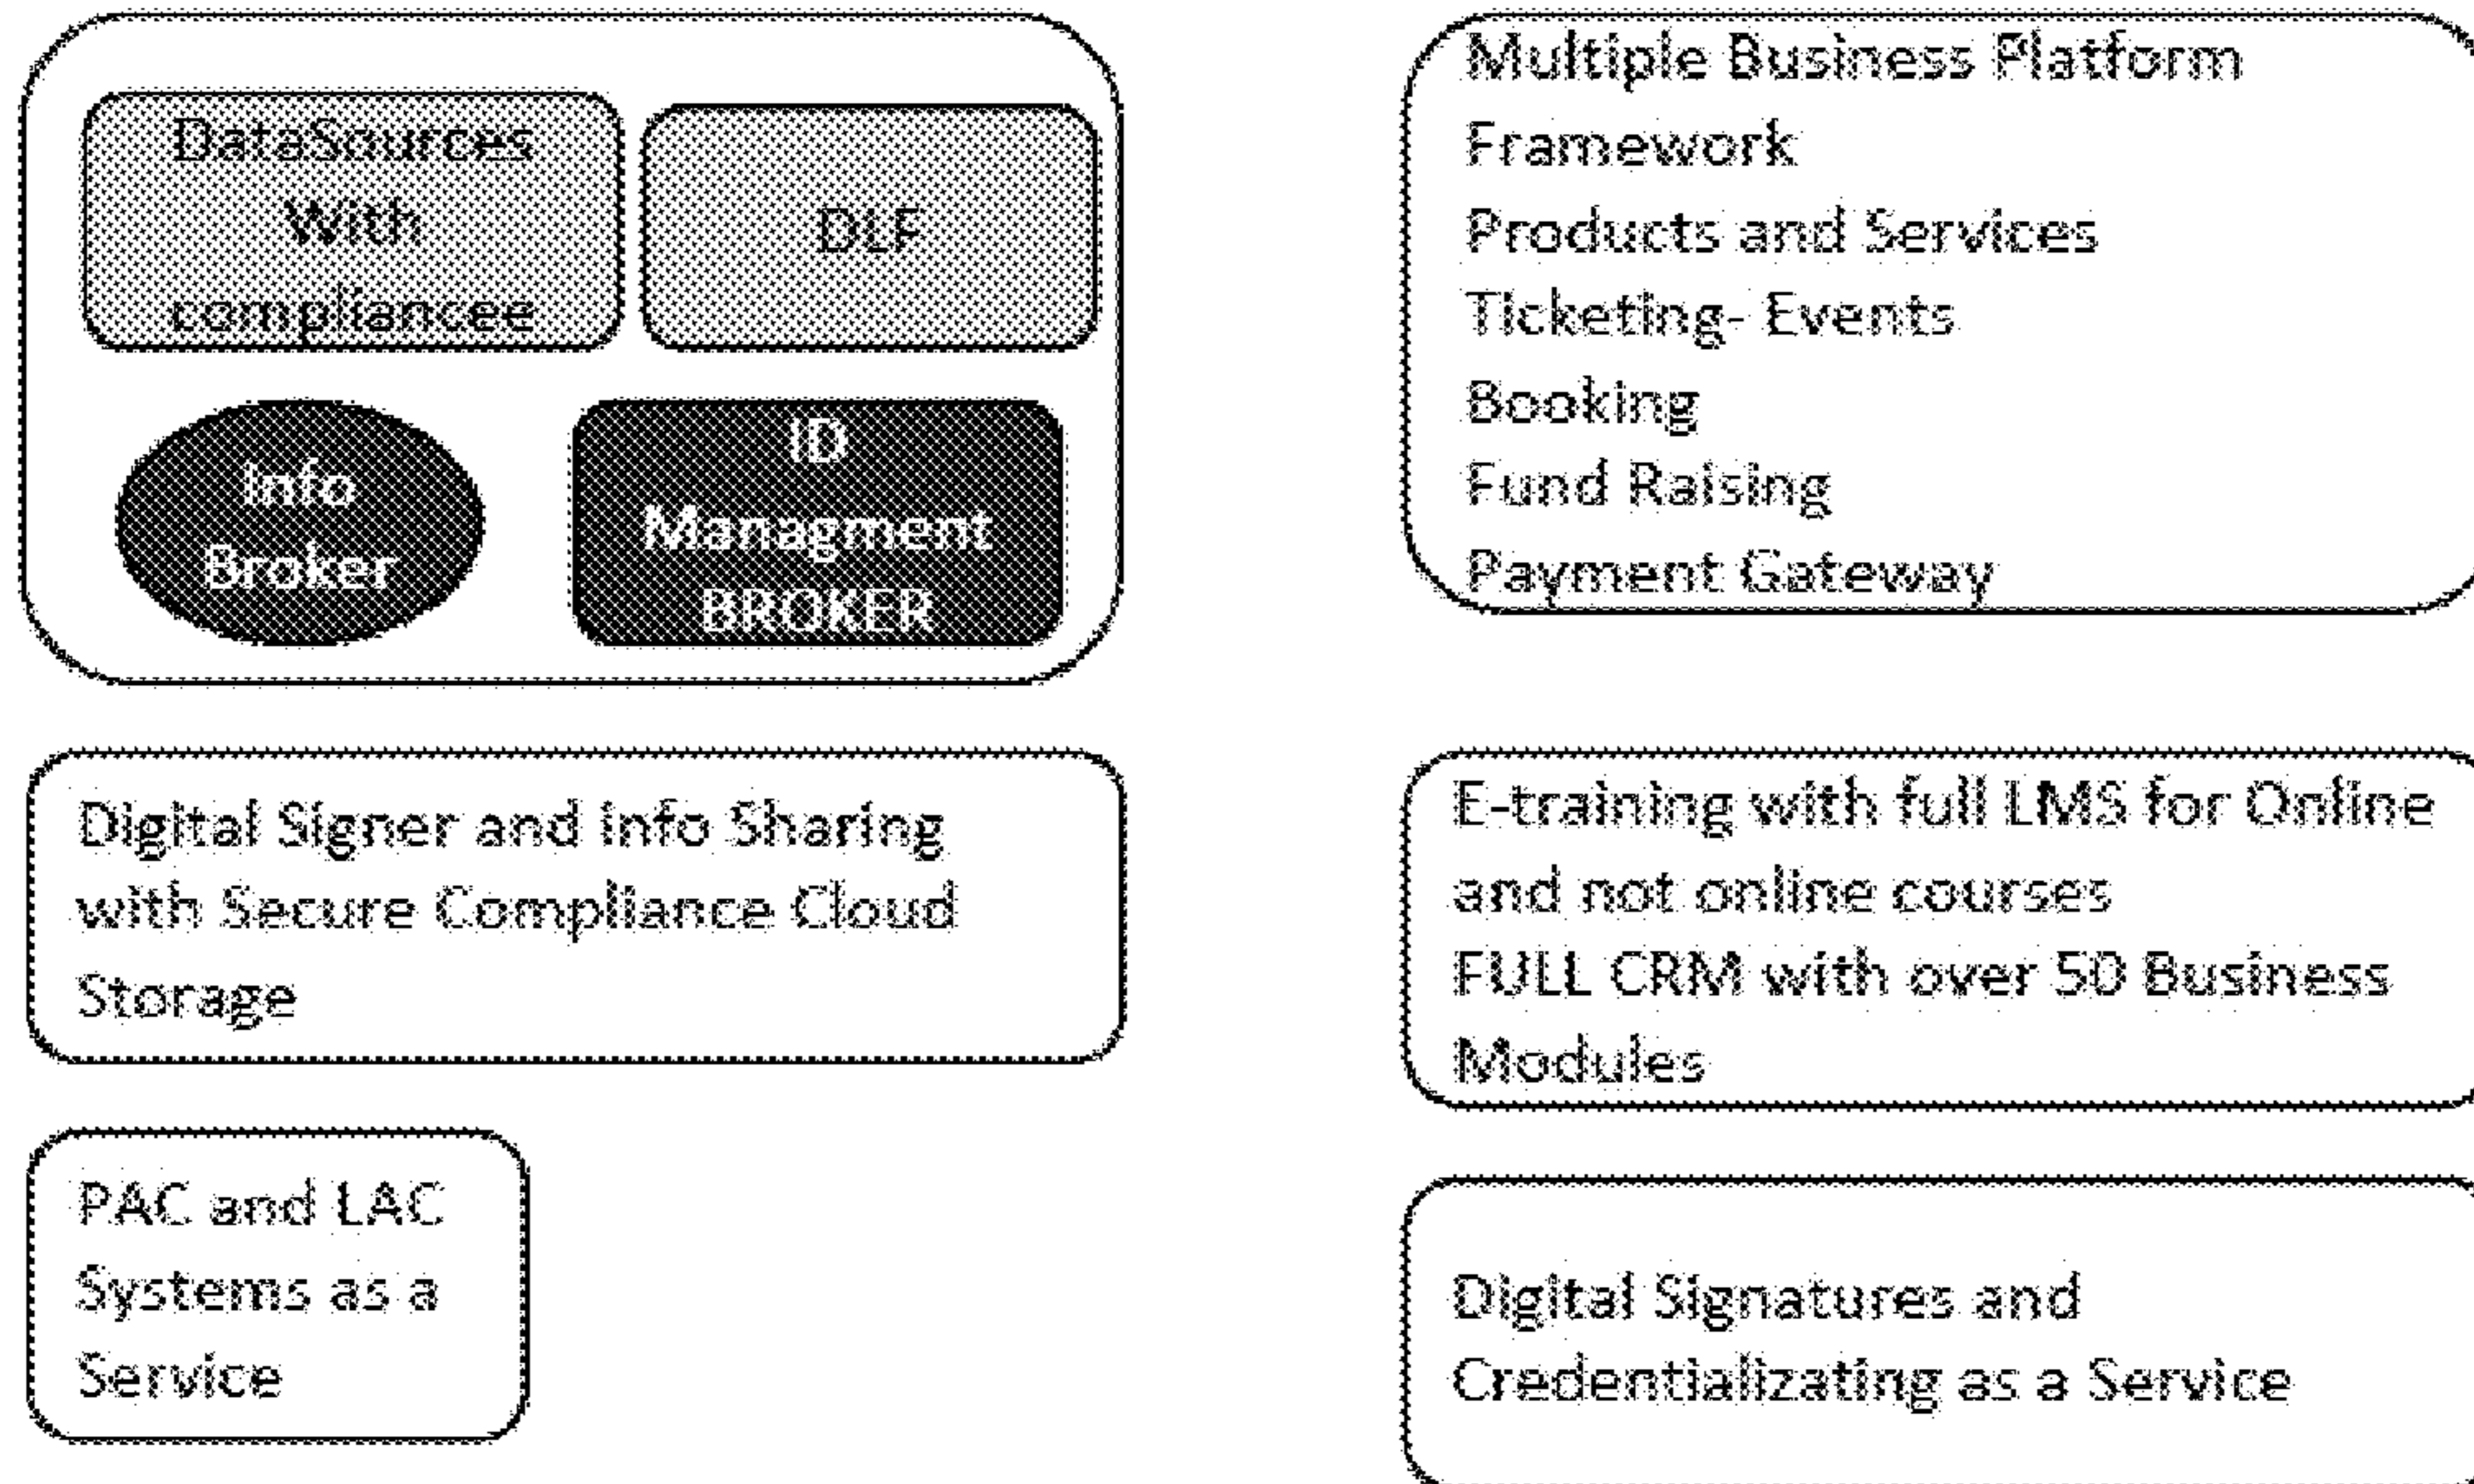 DataSources
With
compliancee
DLF
Info
Broker
ID
Managment
BROKER
Multiple Business Platform
Framework
Products and Services
Ticketing- Events
Booking
Fund Raising
Payment Gateway
Digital Signer and Info Sharing
with Secure Compliance Cloud
Storage
E-training with full LMS for Online
and not online courses
FULL CRM with over 50 Business
Modules
PAC and LAC
Systems as a
Service
Digital Signatures and
Credentializating as a Service